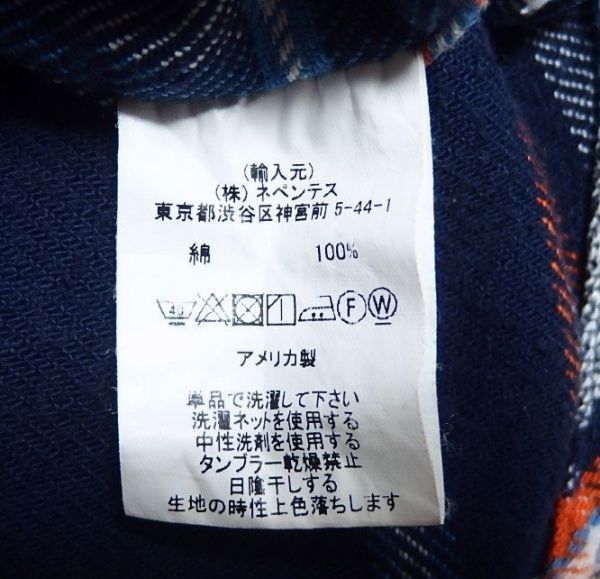 (輸入元)
(株) ネペンテス
東京都渋谷区神宮前 5-44-1
綿 100%
40 F W
アメリカ製
単品で洗濯して下さい
洗濯ネットを使用する
中性洗剤を使用する
タンブラー乾燥禁止
日陰干しする
生地の時性上色落ちします